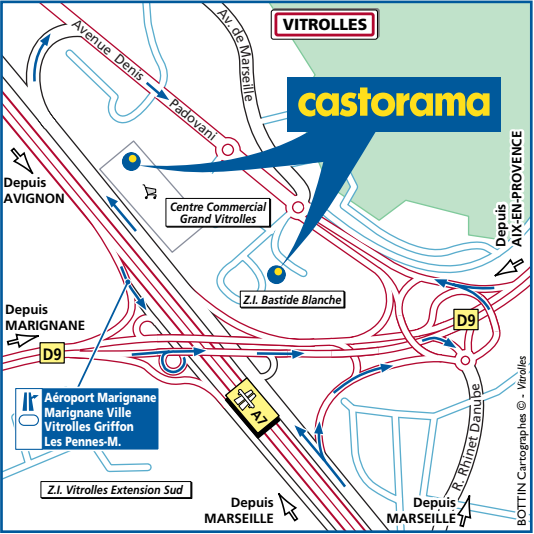 VITROLLES
castorama
Avenue Denis Padovani
Av. de Marseille
Depuis
AVIGNON
Centre Commercial
Grand Vitrolles
Depuis
AIX-EN-PROVENCE
Z.I. Bastide Blanche
Depuis
MARIGNANE
D9
D9
Aéroport Marignane
Marignane Ville
Vitrolles Griffon
Les Pennes-M.
A7
R. Rhinet Danube
Z.I. Vitrolles Extension Sud
Depuis
MARSEILLE
Depuis
MARSEILLE
BOTTIN Cartographes © - Vitrolles